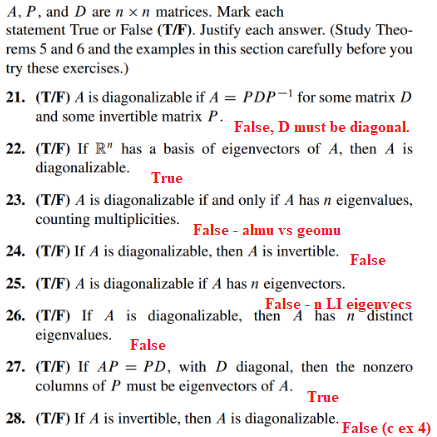 A, P, and D are n × n matrices. Mark each
statement True or False (T/F). Justify each answer. (Study Theo-
rems 5 and 6 and the examples in this section carefully before you
try these exercises.)
21. (T/F) A is diagonalizable if A = PDP⁻¹ for some matrix D
and some invertible matrix P.
False, D must be diagonal.
22. (T/F) If ℝⁿ has a basis of eigenvectors of A, then A is
diagonalizable.
True
23. (T/F) A is diagonalizable if and only if A has n eigenvalues,
counting multiplicities.
False - almu vs geomu
24. (T/F) If A is diagonalizable, then A is invertible.
False
25. (T/F) A is diagonalizable if A has n eigenvectors.
False - n LI eigenvecs
26. (T/F) If A is diagonalizable, then A has n distinct
eigenvalues.
False
27. (T/F) If AP = PD, with D diagonal, then the nonzero
columns of P must be eigenvectors of A.
True
28. (T/F) If A is invertible, then A is diagonalizable.
False (c ex 4)